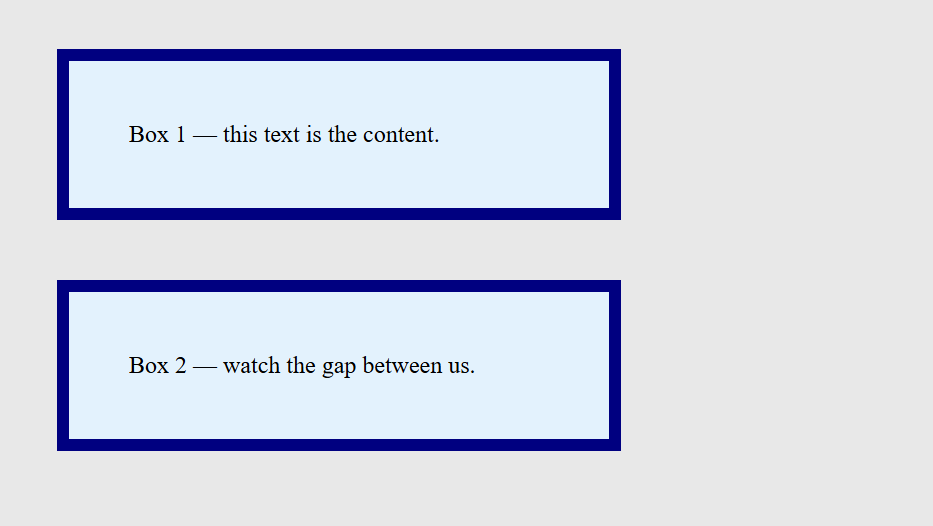 Box 1 — this text is the content.
Box 2 — watch the gap between us.